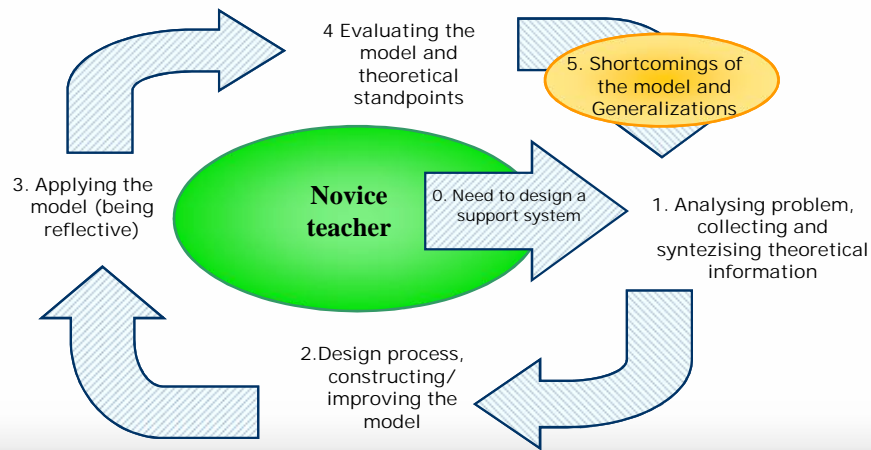 4 Evaluating the
model and
theoretical
standpoints
5. Shortcomings of
the model and
Generalizations
3. Applying the
model (being
reflective)
Novice
teacher
0. Need to design a
support system
1. Analysing problem,
collecting and
syntezising theoretical
information
2.Design process,
constructing/
improving the
model